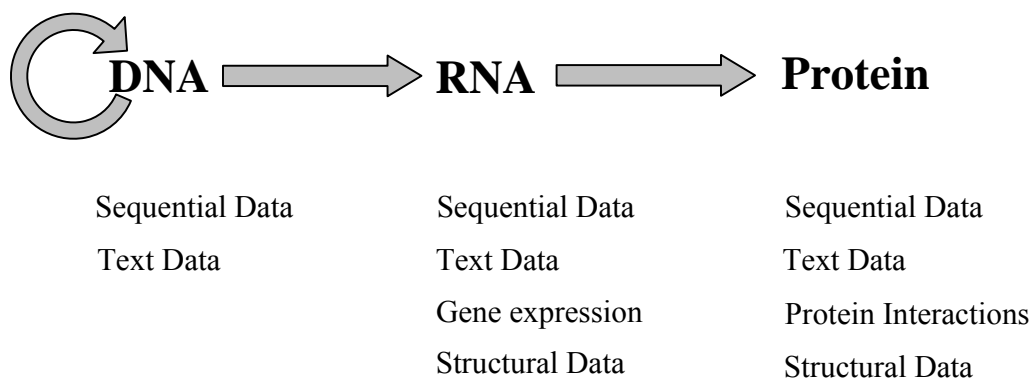 DNA RNA Protein
Sequential Data Sequential Data Sequential Data
Text Data Text Data Text Data
Gene expression Protein Interactions
Structural Data Structural Data